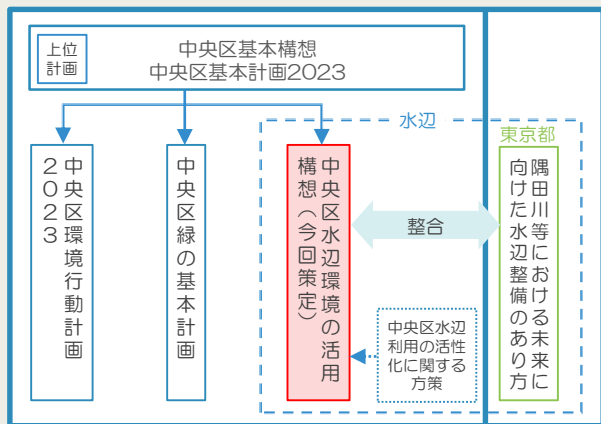 上位
計画
中央区基本構想
中央区基本計画2023
水辺
東京都
中央区環境行動計画
2023
中央区緑の基本計画
中央区水辺環境の活用
構想(今回策定)
整合
隅田川等における未来に
向けた水辺整備のあり方
中央区水辺
利用の活性
化に関する
方策